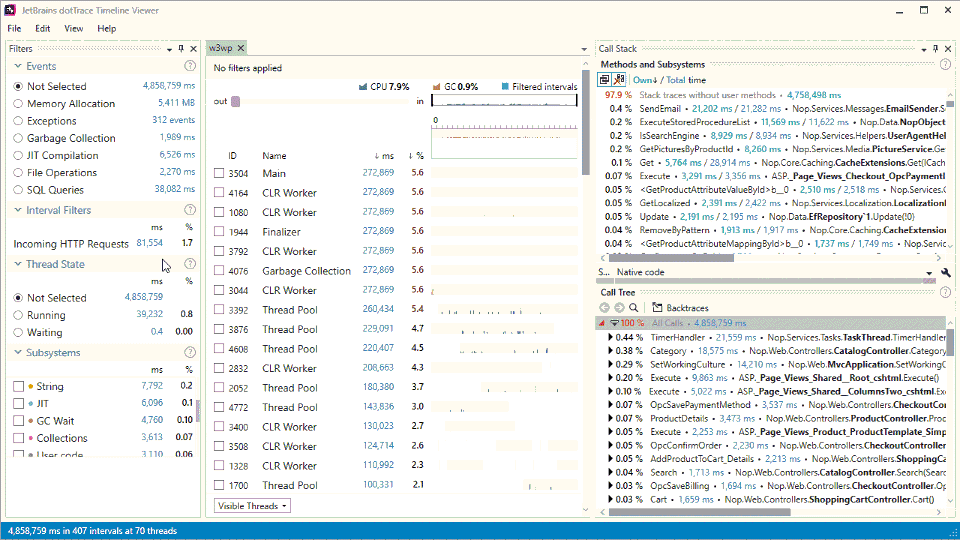 JetBrains dotTrace Timeline Viewer
File Edit View Help
Filters
Events
Not Selected 4,858,759 ms
Memory Allocation 5,411 MB
Exceptions 312 events
Garbage Collection 1,989 ms
JIT Compilation 6,526 ms
File Operations 2,270 ms
SQL Queries 38,082 ms
Interval Filters
ms %
Incoming HTTP Requests 81,554 1.7
Thread State
ms %
Not Selected 4,858,759
Running 39,232 0.8
Waiting 0.4 0.00
Subsystems
ms %
String 7,792 0.2
JIT 6,096 0.1
GC Wait 4,760 0.10
Collections 3,613 0.07
User code 3,110 0.06
w3wp
No filters applied
CPU 7.9% GC 0.9% Filtered intervals
out in
0
ID Name ↓ ms ↓ %
3504 Main 272,869 5.6
4164 CLR Worker 272,869 5.6
1080 CLR Worker 272,869 5.6
1944 Finalizer 272,869 5.6
3792 CLR Worker 272,869 5.6
4076 Garbage Collection 272,869 5.6
3044 CLR Worker 272,869 5.6
3392 Thread Pool 260,434 5.4
3876 Thread Pool 229,091 4.7
4608 Thread Pool 220,407 4.5
2832 CLR Worker 208,663 4.3
2052 Thread Pool 180,380 3.7
4772 Thread Pool 143,836 3.0
3400 CLR Worker 130,023 2.7
3508 CLR Worker 124,714 2.6
1328 CLR Worker 110,992 2.3
1700 Thread Pool 100,331 2.1
Visible Threads
Call Stack
Methods and Subsystems
Own↓ / Total time
97.9 % Stack traces without user methods • 4,758,498 ms
0.4 % SendEmail • 21,202 ms / 21,282 ms • Nop.Services.Messages.EmailSender.S
0.2 % ExecuteStoredProcedureList • 11,569 ms / 11,622 ms • Nop.Data.NopObject
0.2 % IsSearchEngine • 8,929 ms / 8,934 ms • Nop.Services.Helpers.UserAgentHel
0.2 % GetPicturesByProductId • 8,260 ms • Nop.Services.Media.PictureService.Ge
0.1 % Get • 5,764 ms / 28,914 ms • Nop.Core.Caching.CacheExtensions.Get(ICach
0.07 % Execute • 3,291 ms / 3,356 ms • ASP._Page_Views_Checkout_OpcPayment
0.05 % <GetProductAttributeValueById>b__0 • 2,510 ms / 2,518 ms • Nop.Services.
0.05 % GetLocalized • 2,391 ms / 2,422 ms • Nop.Services.Localization.Localization
0.05 % Update • 2,191 ms / 2,195 ms • Nop.Data.EfRepository`1.Update(!0)
0.04 % RemoveByPattern • 1,913 ms / 1,917 ms • Nop.Core.Caching.CacheExtension
0.04 % <GetProductAttributeMappingById>b__0 • 1,737 ms / 1,749 ms • Nop.Serv
S... Native code
Call Tree
Backtraces
100 % All Calls • 4,858,759 ms
0.44 % TimerHandler • 21,559 ms • Nop.Services.Tasks.TaskThread.TimerHandler
0.38 % Category • 18,575 ms • Nop.Web.Controllers.CatalogController.Category
0.29 % SetWorkingCulture • 14,210 ms • Nop.Web.MvcApplication.SetWorking
0.20 % Execute • 9,863 ms • ASP._Page_Views_Shared__Root_cshtml.Execute()
0.10 % Execute • 5,022 ms • ASP._Page_Views_Shared__ColumnsTwo_cshtml.Ex
0.07 % OpcSavePaymentMethod • 3,537 ms • Nop.Web.Controllers.CheckoutCon
0.07 % ProductDetails • 3,473 ms • Nop.Web.Controllers.ProductController.Prod
0.05 % Execute • 2,253 ms • ASP._Page_Views_Product_ProductTemplate_Simp
0.05 % OpcConfirmOrder • 2,230 ms • Nop.Web.Controllers.CheckoutController
0.05 % AddProductToCart_Details • 2,213 ms • Nop.Web.Controllers.ShoppingCa
0.04 % Search • 1,713 ms • Nop.Web.Controllers.CatalogController.Search(Sear
0.03 % OpcSaveBilling • 1,694 ms • Nop.Web.Controllers.CheckoutController.Op
0.03 % Cart • 1,659 ms • Nop.Web.Controllers.ShoppingCartController.Cart()
4,858,759 ms in 407 intervals at 70 threads